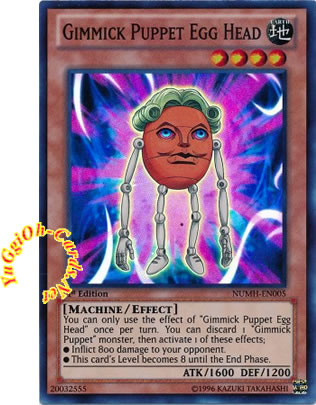 GIMMICK PUPPET EGG HEAD
EARTH
地
YuGgiOh-Cards.Net
1st Edition
NUMH-EN005
[MACHINE / EFFECT]
You can only use the effect of "Gimmick Puppet Egg
Head" once per turn. You can discard 1 "Gimmick
Puppet" monster, then activate 1 of these effects;
● Inflict 800 damage to your opponent.
● This card's Level becomes 8 until the End Phase.
ATK/1600 DEF/1200
20032555
©1996 KAZUKI TAKAHASHI